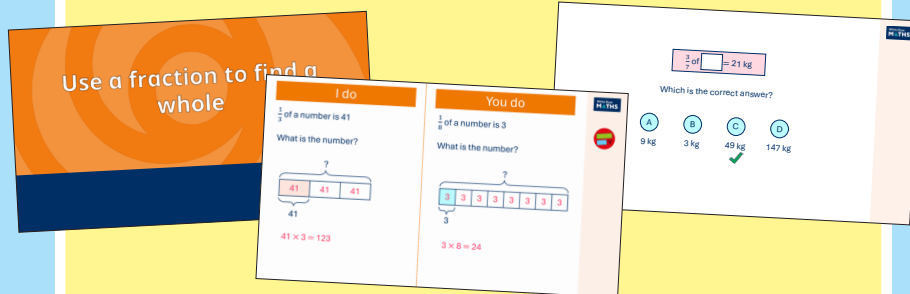 Use a fraction to find a
whole
I do
1/3 of a number is 41
What is the number?
?
41 41 41
41
41 × 3 = 123
You do
1/8 of a number is 3
What is the number?
?
3 3 3 3 3 3 3 3
3
3 × 8 = 24
MATHS
3/7 of = 21 kg
Which is the correct answer?
A B C D
9 kg 3 kg 49 kg 147 kg
MATHS